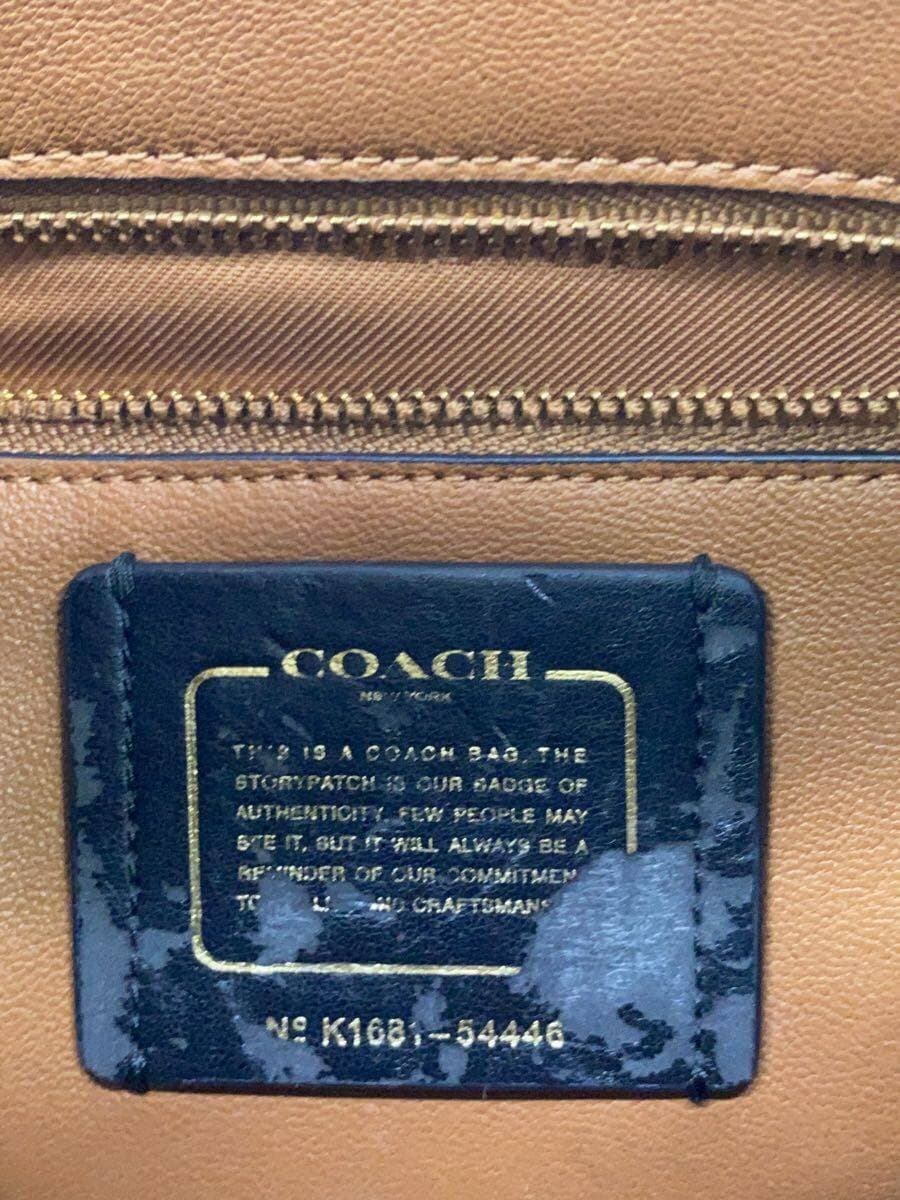 COACH
NEW YORK
THIS IS A COACH BAG. THE
STORYPATCH IS OUR BADGE OF
AUTHENTICITY. FEW PEOPLE MAY
SEE IT, BUT IT WILL ALWAYS BE A
REMINDER OF OUR COMMITMEN
TO CRAFTSMANS
Nº K1681-54446